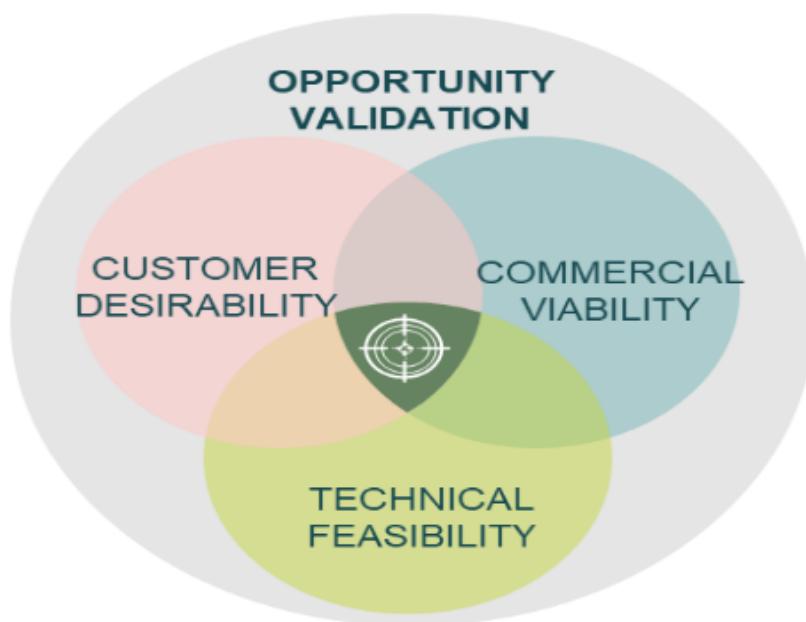 OPPORTUNITY
VALIDATION
CUSTOMER
DESIRABILITY
COMMERCIAL
VIABILITY
TECHNICAL
FEASIBILITY